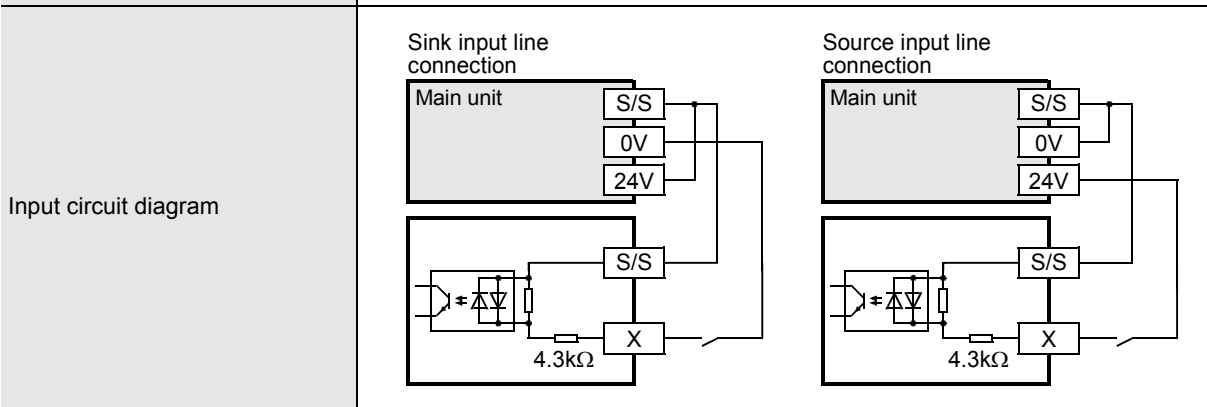 Input circuit diagram
Sink input line
connection
Main unit
S/S
0V
24V
S/S
X
4.3kΩ
Source input line
connection
Main unit
S/S
0V
24V
S/S
X
4.3kΩ